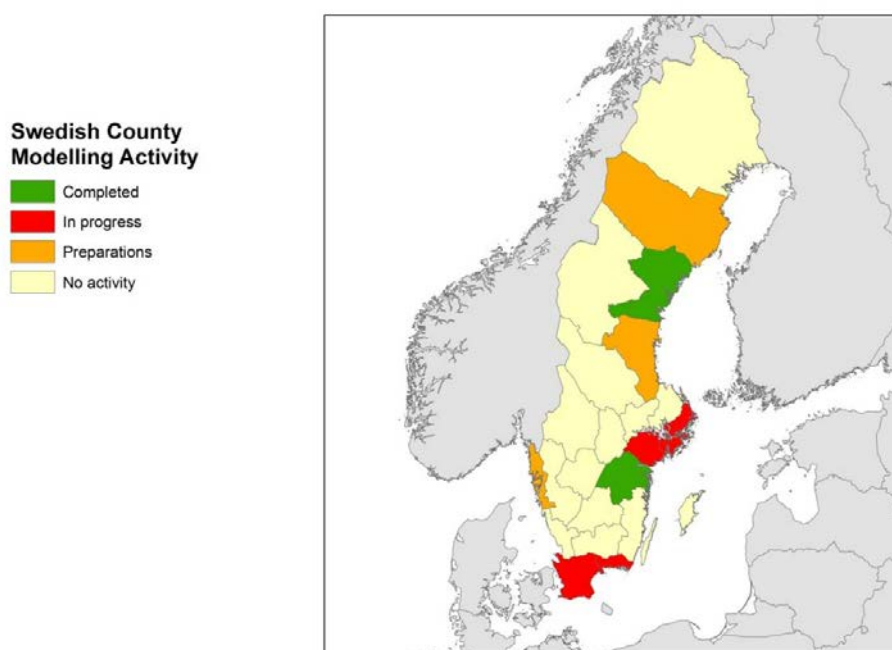 Swedish County
Modelling Activity
Completed
In progress
Preparations
No activity